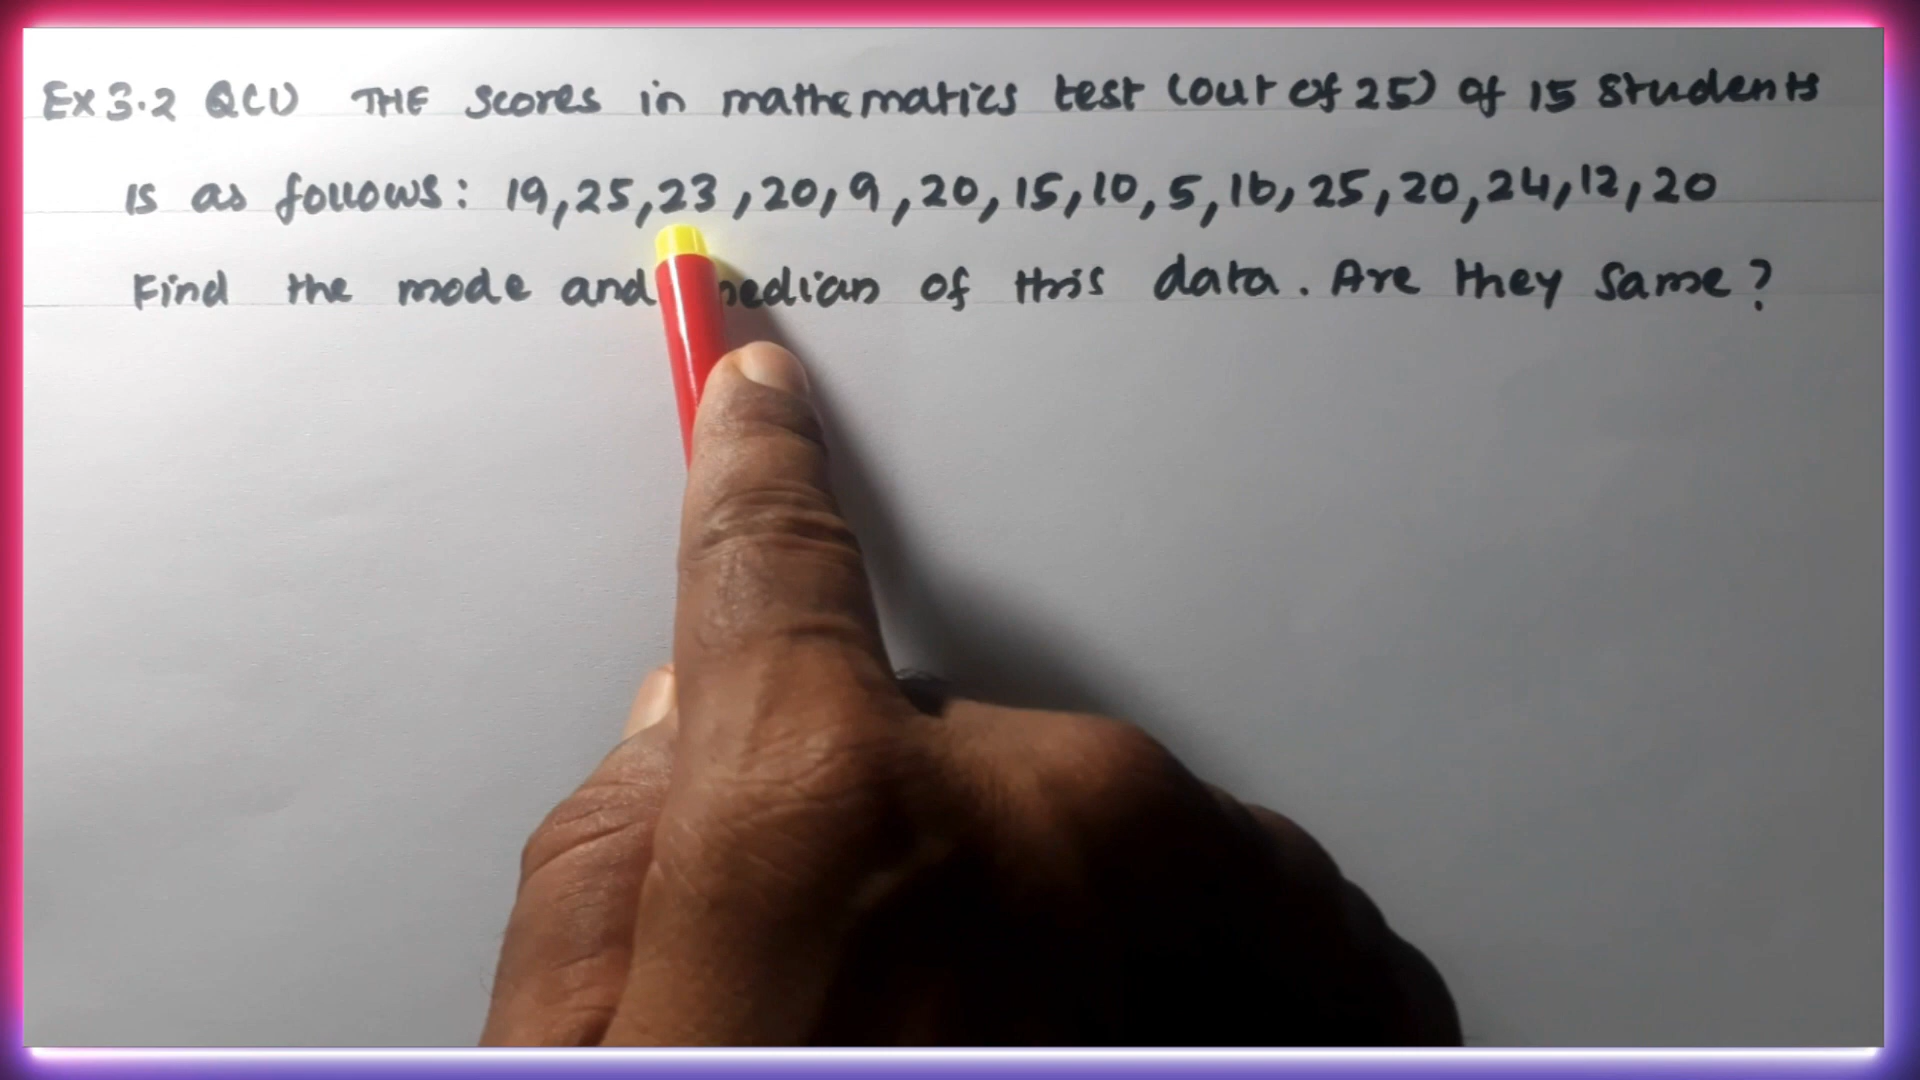 Ex 3.2 Q(1) THE scores in mathematics test (out of 25) of 15 students
is as follows: 19, 25, 23, 20, 9, 20, 15, 10, 5, 16, 25, 20, 24, 12, 20
Find the mode and of this data. Are they same?